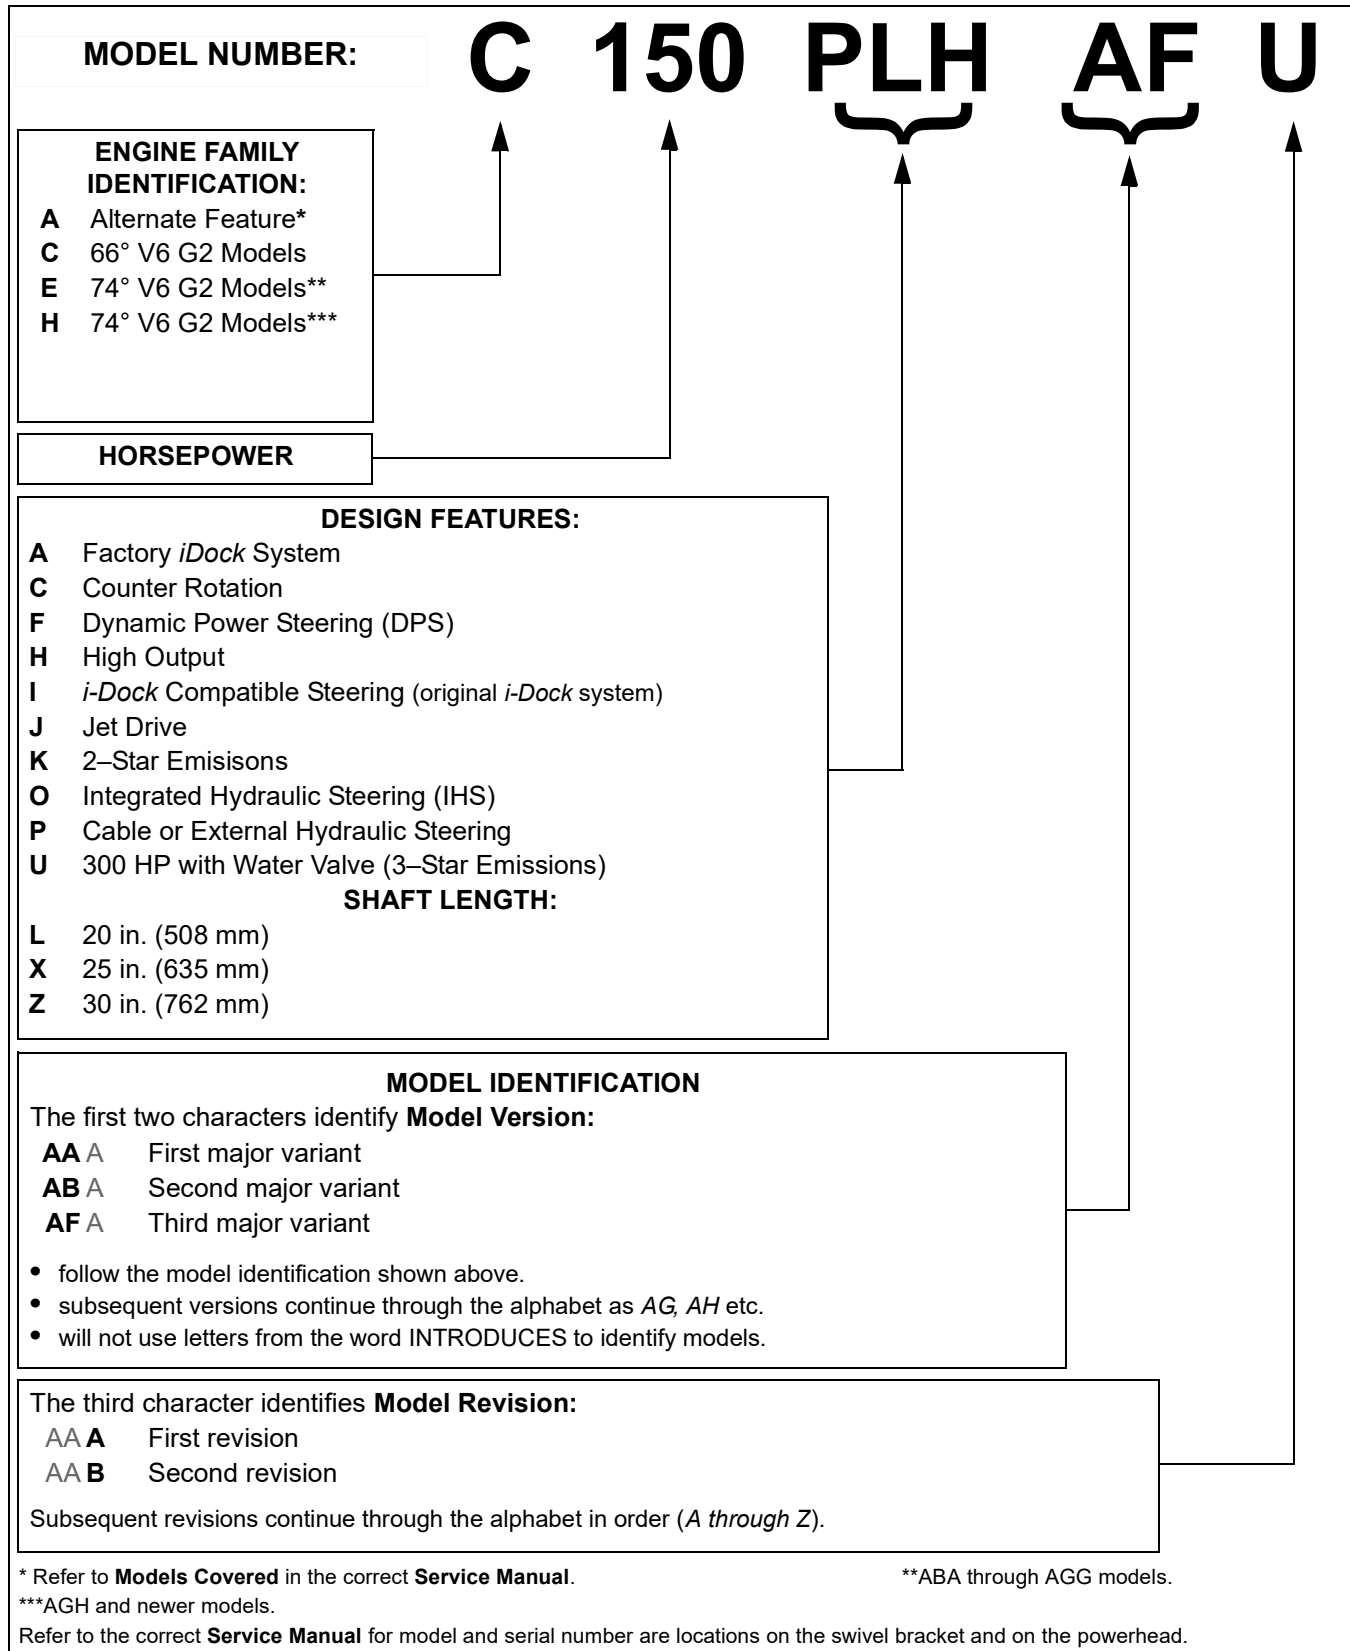 MODEL NUMBER: C 150 PLH AF U
ENGINE FAMILY
IDENTIFICATION:
A Alternate Feature*
C 66° V6 G2 Models
E 74° V6 G2 Models**
H 74° V6 G2 Models***
HORSEPOWER
DESIGN FEATURES:
A Factory iDock System
C Counter Rotation
F Dynamic Power Steering (DPS)
H High Output
I i-Dock Compatible Steering (original i-Dock system)
J Jet Drive
K 2–Star Emisisons
O Integrated Hydraulic Steering (IHS)
P Cable or External Hydraulic Steering
U 300 HP with Water Valve (3–Star Emissions)
SHAFT LENGTH:
L 20 in. (508 mm)
X 25 in. (635 mm)
Z 30 in. (762 mm)
MODEL IDENTIFICATION
The first two characters identify Model Version:
AA A First major variant
AB A Second major variant
AF A Third major variant
• follow the model identification shown above.
• subsequent versions continue through the alphabet as AG, AH etc.
• will not use letters from the word INTRODUCES to identify models.
The third character identifies Model Revision:
AA A First revision
AA B Second revision
Subsequent revisions continue through the alphabet in order (A through Z).
* Refer to Models Covered in the correct Service Manual. **ABA through AGG models.
***AGH and newer models.
Refer to the correct Service Manual for model and serial number are locations on the swivel bracket and on the powerhead.